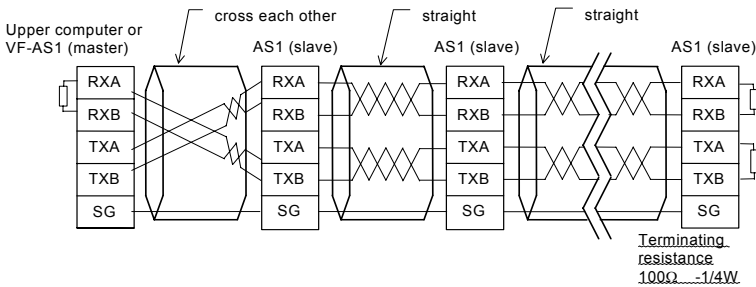 cross each other
straight
straight
Upper computer or
VF-AS1 (master)
AS1 (slave)
AS1 (slave)
AS1 (slave)
RXA
RXA
RXA
RXA
RXB
RXB
RXB
RXB
TXA
TXA
TXA
TXA
TXB
TXB
TXB
TXB
SG
SG
SG
SG
Terminating
resistance
100Ω -1/4W